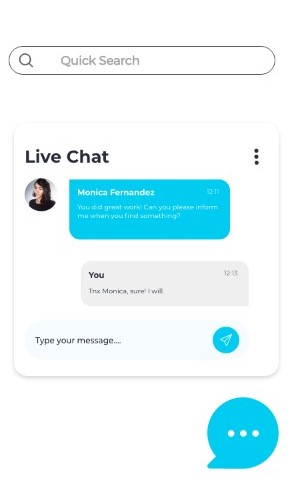 Quick Search
Live Chat
Monica Fernandez 12:11
You did great work! Can you please inform
me when you find something?
You 12:13
Tnx Monica, sure! I will.
Type your message....